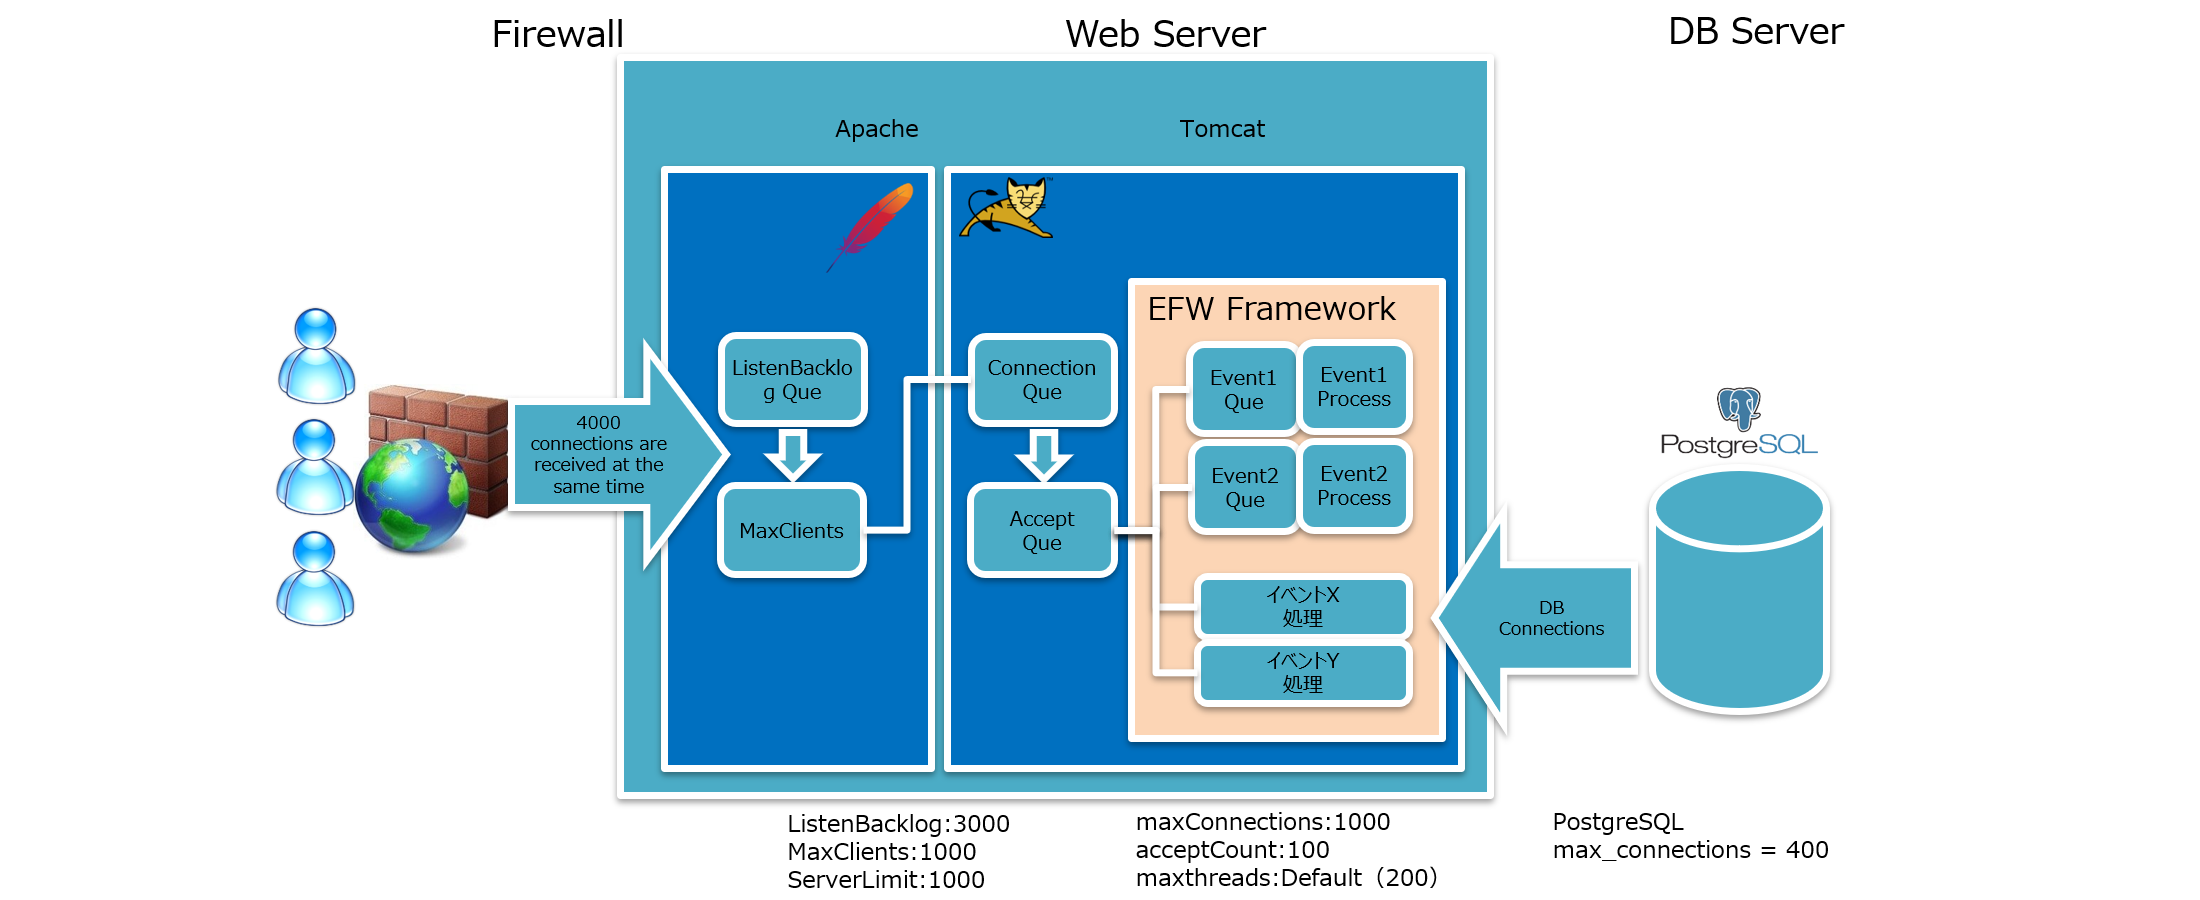 Firewall
Web Server
DB Server
Apache
Tomcat
EFW Framework
ListenBacklo
g Que
MaxClients
Connection
Que
Accept
Que
Event1
Que
Event1
Process
Event2
Que
Event2
Process
イベントX
処理
イベントY
処理
4000
connections are
received at the
same time
DB
Connections
PostgreSQL
ListenBacklog:3000
MaxClients:1000
ServerLimit:1000
maxConnections:1000
acceptCount:100
maxthreads:Default（200）
PostgreSQL
max_connections = 400